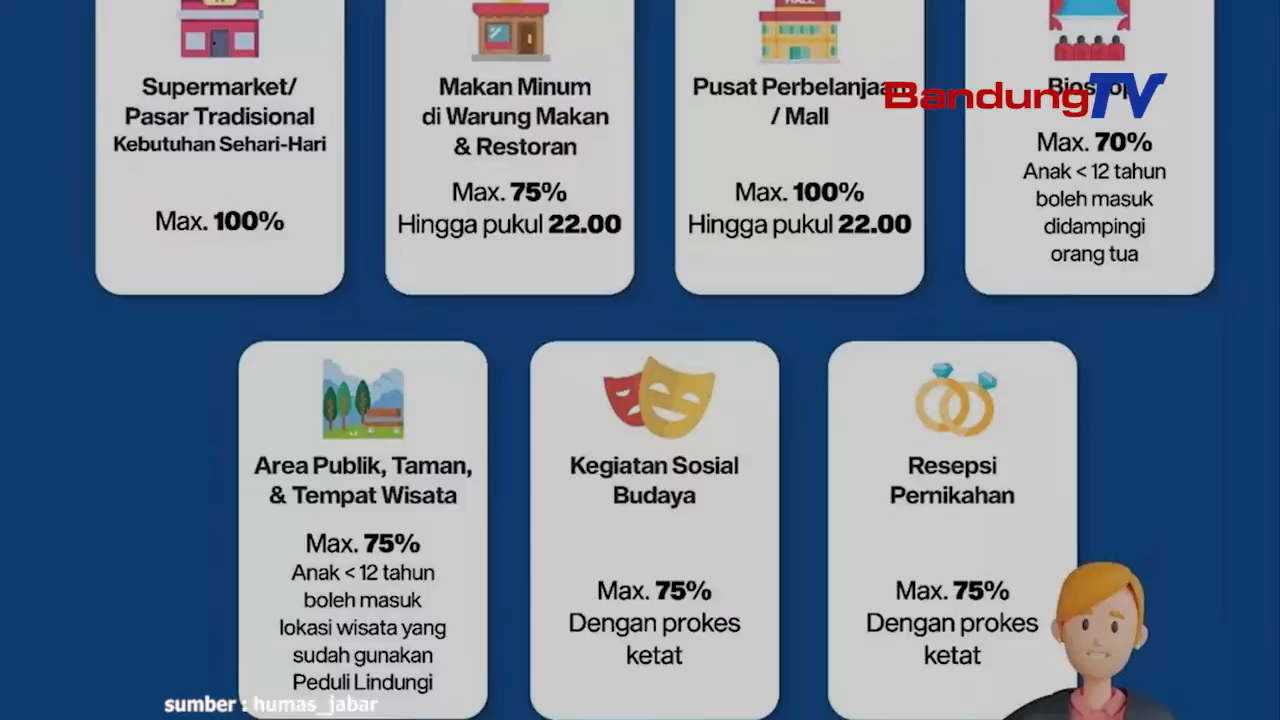 HALL
Supermarket/
Pasar Tradisional
Kebutuhan Sehari-Hari
Max. 100%
Makan Minum
di Warung Makan
& Restoran
Max. 75%
Hingga pukul 22.00
Pusat Perbelanjaan
/ Mall
Max. 100%
Hingga pukul 22.00
BandungTV
Bioskop
Max. 70%
Anak < 12 tahun
boleh masuk
didampingi
orang tua
Area Publik, Taman,
& Tempat Wisata
Max. 75%
Anak < 12 tahun
boleh masuk
lokasi wisata yang
sudah gunakan
Peduli Lindungi
Kegiatan Sosial
Budaya
Max. 75%
Dengan prokes
ketat
Resepsi
Pernikahan
Max. 75%
Dengan prokes
ketat
sumber : humas_jabar